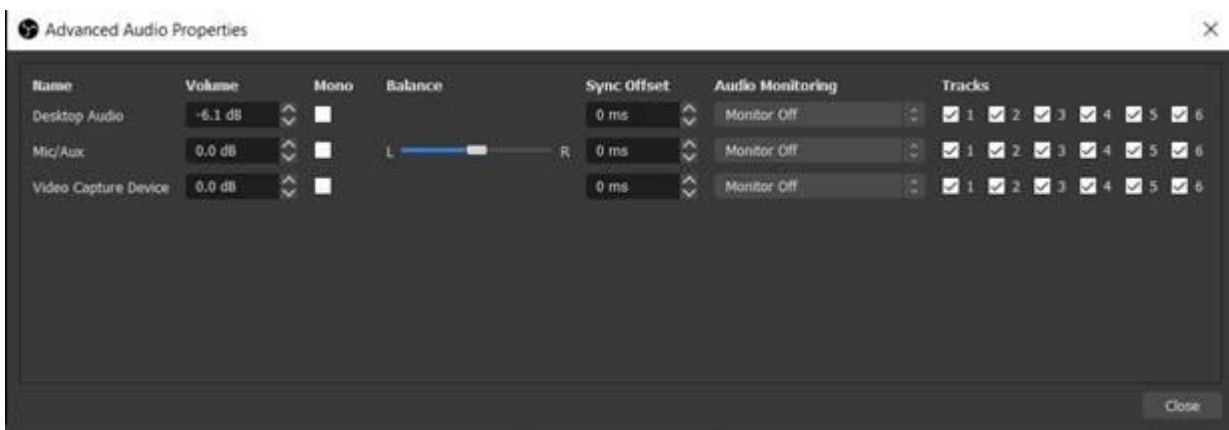 Advanced Audio Properties
Name Volume Mono Balance Sync Offset Audio Monitoring Tracks
Desktop Audio -6.1 dB 0 ms Monitor Off 1 2 3 4 5 6
Mic/Aux 0.0 dB L R 0 ms Monitor Off 1 2 3 4 5 6
Video Capture Device 0.0 dB 0 ms Monitor Off 1 2 3 4 5 6
Close